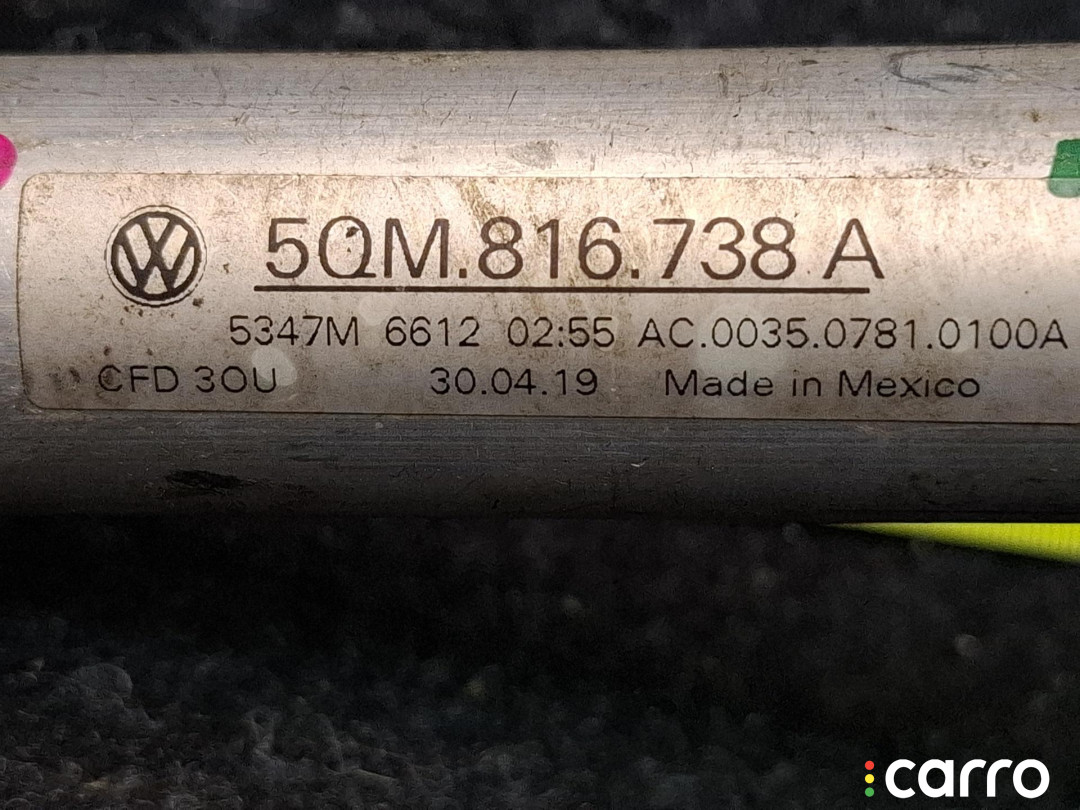 5QM.816.738 A
5347M 6612 02:55 AC.0035.0781.0100A
CFD 3OU 30.04.19 Made in Mexico
carro